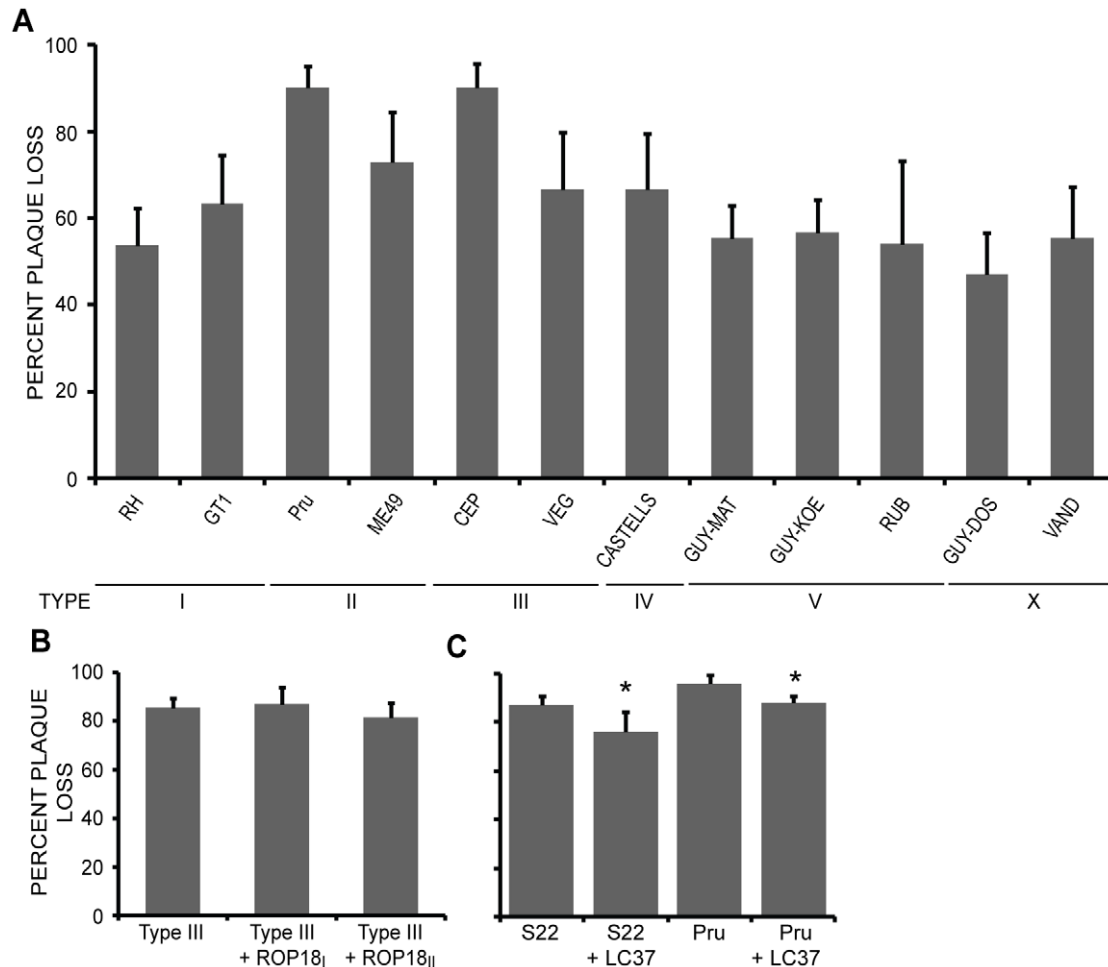 A
PERCENT PLAQUE LOSS
100
80
60
40
20
0
RH
GT1
Pru
ME49
CEP
VEG
CASTELLS
GUY-MAT
GUY-KOE
RUB
GUY-DOS
VAND
TYPE I II III IV V X
B
PERCENT PLAQUE
LOSS
100
80
60
40
20
0
Type III
Type III
+ ROP18I
Type III
+ ROP18II
C
*
*
S22
S22
+ LC37
Pru
Pru
+ LC37